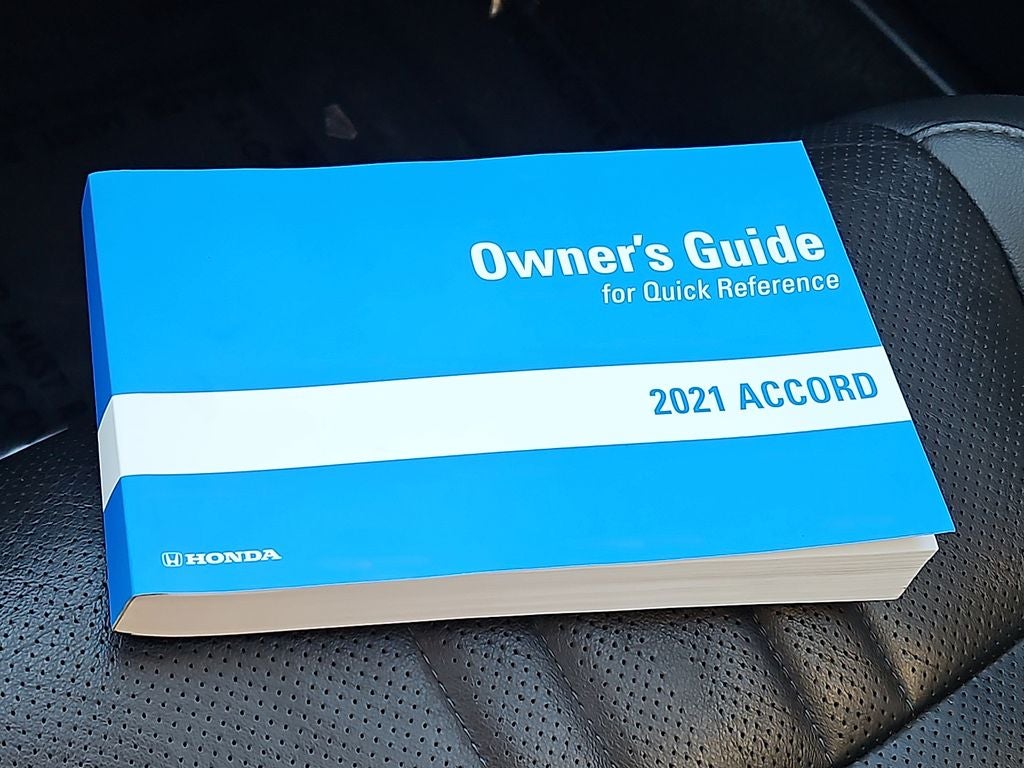 Owner's Guide
for Quick Reference
2021 ACCORD
HONDA